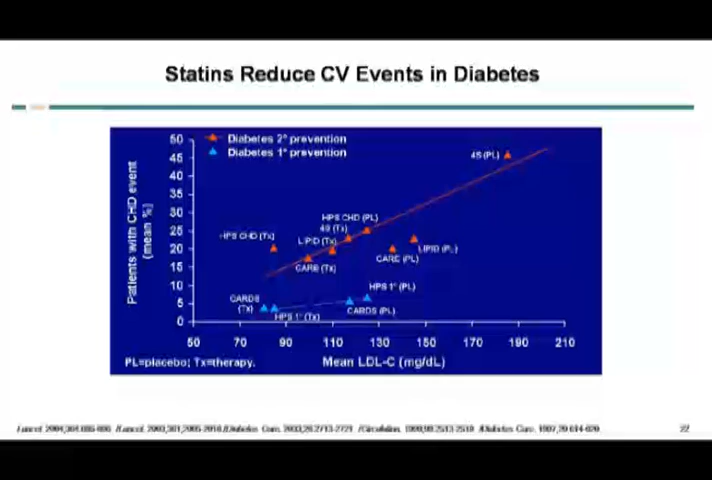 Statins Reduce CV Events in Diabetes
Diabetes 2° prevention
Diabetes 1° prevention
Patients with CHD event
(mean %)
50
45
40
35
30
25
20
15
10
5
0
4S (PL)
HPS CHD (PL)
4S (Tx)
HPS CHD (Tx)
LIPID (Tx)
LIPID (PL)
CARE (PL)
CARE (Tx)
HPS 1° (PL)
CARDS
(Tx)
HPS 1° (Tx)
CARDS (PL)
50 70 90 110 130 150 170 190 210
PL=placebo; Tx=therapy. Mean LDL-C (mg/dL)
22